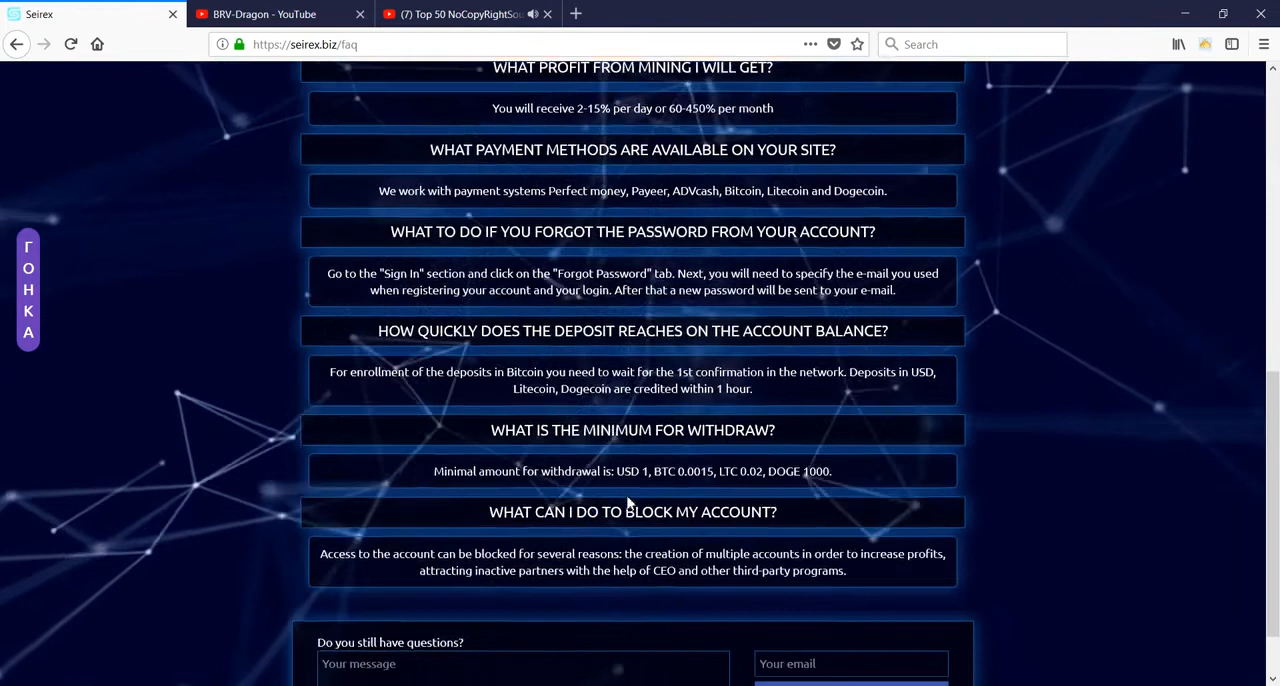 Seirex
BRV-Dragon - YouTube
(7) Top 50 NoCopyRightSou
https://seirex.biz/faq
Search
WHAT PROFIT FROM MINING I WILL GET?
You will receive 2-15% per day or 60-450% per month
WHAT PAYMENT METHODS ARE AVAILABLE ON YOUR SITE?
We work with payment systems Perfect money, Payeer, ADVcash, Bitcoin, Litecoin and Dogecoin.
WHAT TO DO IF YOU FORGOT THE PASSWORD FROM YOUR ACCOUNT?
Go to the "Sign In" section and click on the "Forgot Password" tab. Next, you will need to specify the e-mail you used
when registering your account and your login. After that a new password will be sent to your e-mail.
HOW QUICKLY DOES THE DEPOSIT REACHES ON THE ACCOUNT BALANCE?
For enrollment of the deposits in Bitcoin you need to wait for the 1st confirmation in the network. Deposits in USD,
Litecoin, Dogecoin are credited within 1 hour.
WHAT IS THE MINIMUM FOR WITHDRAW?
Minimal amount for withdrawal is: USD 1, BTC 0.0015, LTC 0.02, DOGE 1000.
WHAT CAN I DO TO BLOCK MY ACCOUNT?
Access to the account can be blocked for several reasons: the creation of multiple accounts in order to increase profits,
attracting inactive partners with the help of CEO and other third-party programs.
Do you still have questions?
Your message
Your email
Г
О
Н
К
А